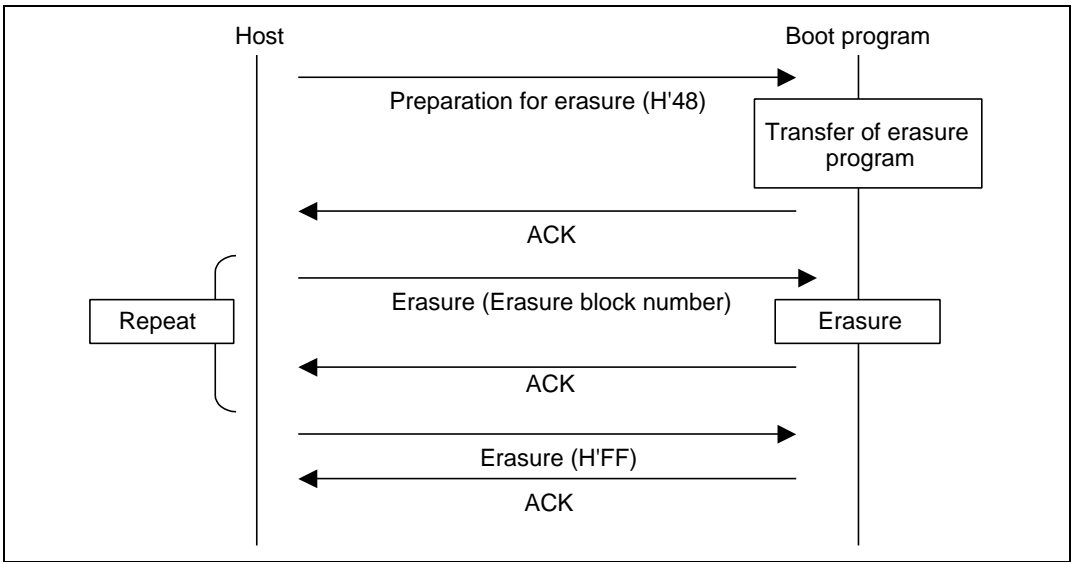 Host
Boot program
Preparation for erasure (H'48)
Transfer of erasure
program
ACK
Erasure (Erasure block number)
Repeat
Erasure
ACK
Erasure (H'FF)
ACK